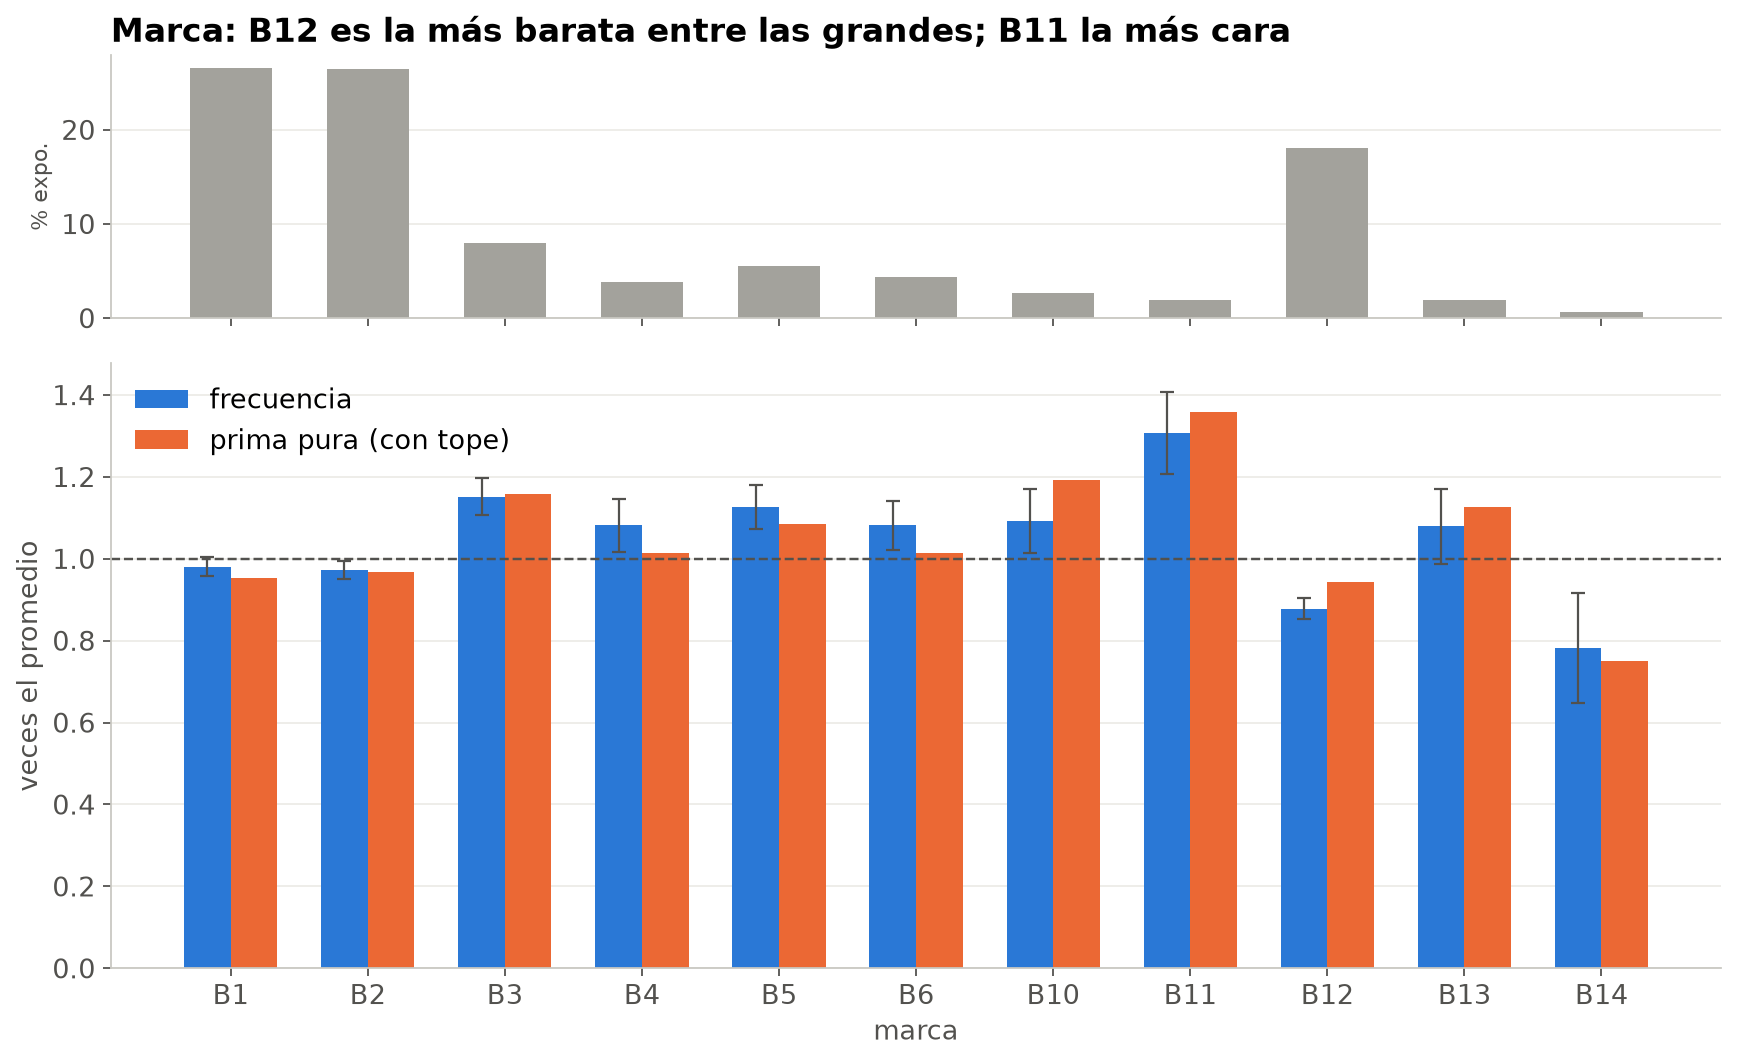 Marca: B12 es la más barata entre las grandes; B11 la más cara
% expo.
20
10
0
frecuencia
prima pura (con tope)
veces el promedio
1.4
1.2
1.0
0.8
0.6
0.4
0.2
0.0
B1 B2 B3 B4 B5 B6 B10 B11 B12 B13 B14
marca